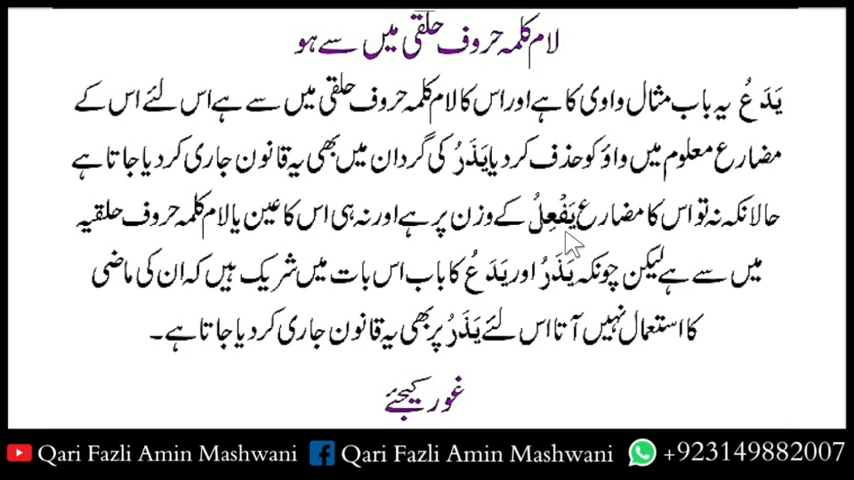 لام کلمہ حروف حلقی میں سے ہو
یَدَعُ یہ باب مثال واوی کا ہے اور اس کا لام کلمہ حروف حلقی میں سے ہے اس لئے اس کے
مضارع معلوم میں واؤ کو حذف کر دیا یَذَرُ کی گردان میں بھی یہ قانون جاری کر دیا جاتا ہے
حالانکہ نہ تو اس کا مضارع یَفْعِلُ کے وزن پر ہے اور نہ ہی اس کا عین یا لام کلمہ حروف حلقیہ
میں سے ہے لیکن چونکہ یَذَرُ اور یَدَعُ کا باب اس بات میں شریک ہیں کہ ان کی ماضی
کا استعمال نہیں آتا اس لئے یَذَرُ پر بھی یہ قانون جاری کر دیا جاتا ہے۔
غور کیجئے
Qari Fazli Amin Mashwani Qari Fazli Amin Mashwani +923149882007